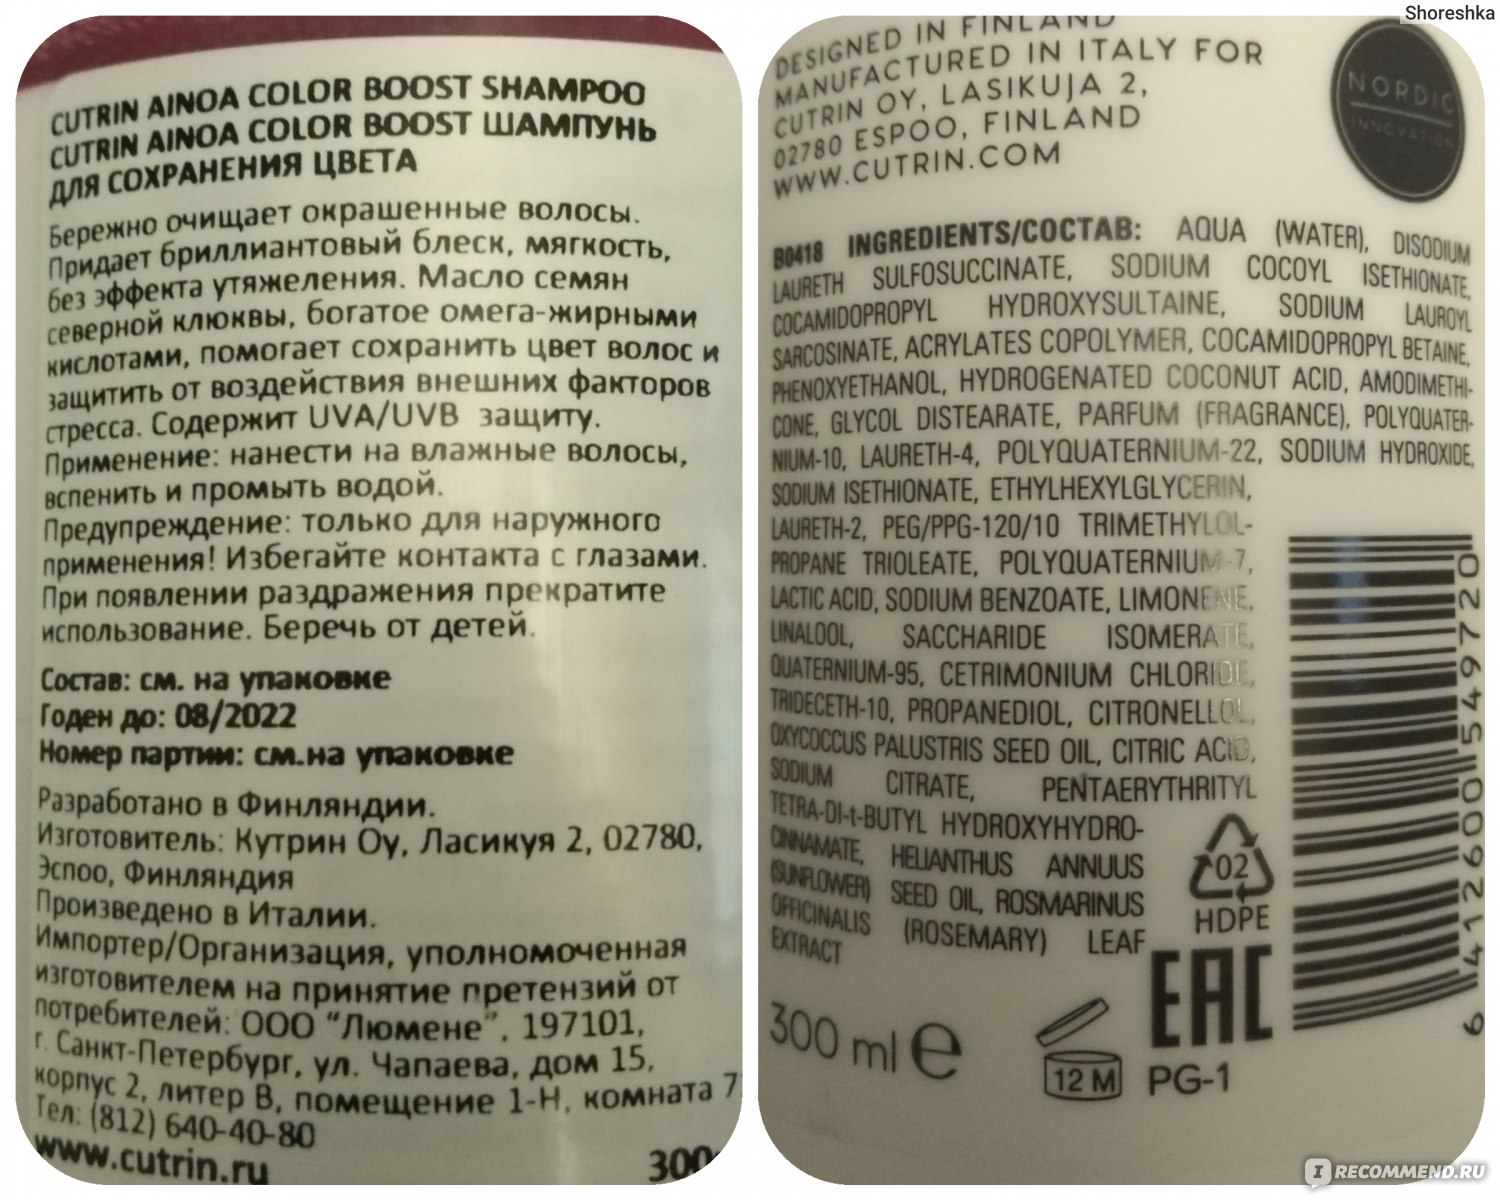 Shoreshka
CUTRIN AINOA COLOR BOOST SHAMPOO
CUTRIN AINOA COLOR BOOST ШАМПУНЬ
ДЛЯ СОХРАНЕНИЯ ЦВЕТА
Бережно очищает окрашенные волосы.
Придает бриллиантовый блеск, мягкость,
без эффекта утяжеления. Масло семян
северной клюквы, богатое омега-жирными
кислотами, помогает сохранить цвет волос и
защитить от воздействия внешних факторов
стресса. Содержит UVA/UVB защиту.
Применение: нанести на влажные волосы,
вспенить и промыть водой.
Предупреждение: только для наружного
применения! Избегайте контакта с глазами.
При появлении раздражения прекратите
использование. Беречь от детей.
Состав: см. на упаковке
Годен до: 08/2022
Номер партии: см.на упаковке
Разработано в Финляндии.
Изготовитель: Кутрин Оу, Ласикуя 2, 02780,
Эспоо, Финляндия
Произведено в Италии.
Импортер/Организация, уполномоченная
изготовителем на принятие претензий от
потребителей: ООО "Люмене", 197101,
г. Санкт-Петербург, ул. Чапаева, дом 15,
корпус 2, литер В, помещение 1-Н, комната 7
Тел: (812) 640-40-80
www.cutrin.ru
300
DESIGNED IN FINLAND
MANUFACTURED IN ITALY FOR
CUTRIN OY, LASIKUJA 2,
02780 ESPOO, FINLAND
WWW.CUTRIN.COM
NORDIC
INNOVATION
B0418 INGREDIENTS/СОСТАВ: AQUA (WATER), DISODIUM
LAURETH SULFOSUCCINATE, SODIUM COCOYL ISETHIONATE,
COCAMIDOPROPYL HYDROXYSULTAINE, SODIUM LAUROYL
SARCOSINATE, ACRYLATES COPOLYMER, COCAMIDOPROPYL BETAINE,
PHENOXYETHANOL, HYDROGENATED COCONUT ACID, AMODIMETHI-
CONE, GLYCOL DISTEARATE, PARFUM (FRAGRANCE), POLYQUATER-
NIUM-10, LAURETH-4, POLYQUATERNIUM-22, SODIUM HYDROXIDE,
SODIUM ISETHIONATE, ETHYLHEXYLGLYCERIN,
LAURETH-2, PEG/PPG-120/10 TRIMETHYLOL-
PROPANE TRIOLEATE, POLYQUATERNIUM-7,
LACTIC ACID, SODIUM BENZOATE, LIMONENE,
LINALOOL, SACCHARIDE ISOMERATE,
QUATERNIUM-95, CETRIMONIUM CHLORIDE,
TRIDECETH-10, PROPANEDIOL, CITRONELLOL,
OXYCOCCUS PALUSTRIS SEED OIL, CITRIC ACID,
SODIUM CITRATE, PENTAERYTHRITYL
TETRA-DI-t-BUTYL HYDROXYHYDRO-
CINNAMATE, HELIANTHUS ANNUUS
(SUNFLOWER) SEED OIL, ROSMARINUS
OFFICINALIS (ROSEMARY) LEAF
EXTRACT
02
HDPE
EAC
300 ml e
12 M
PG-1
6 412600 549720
IRECOMMEND.RU